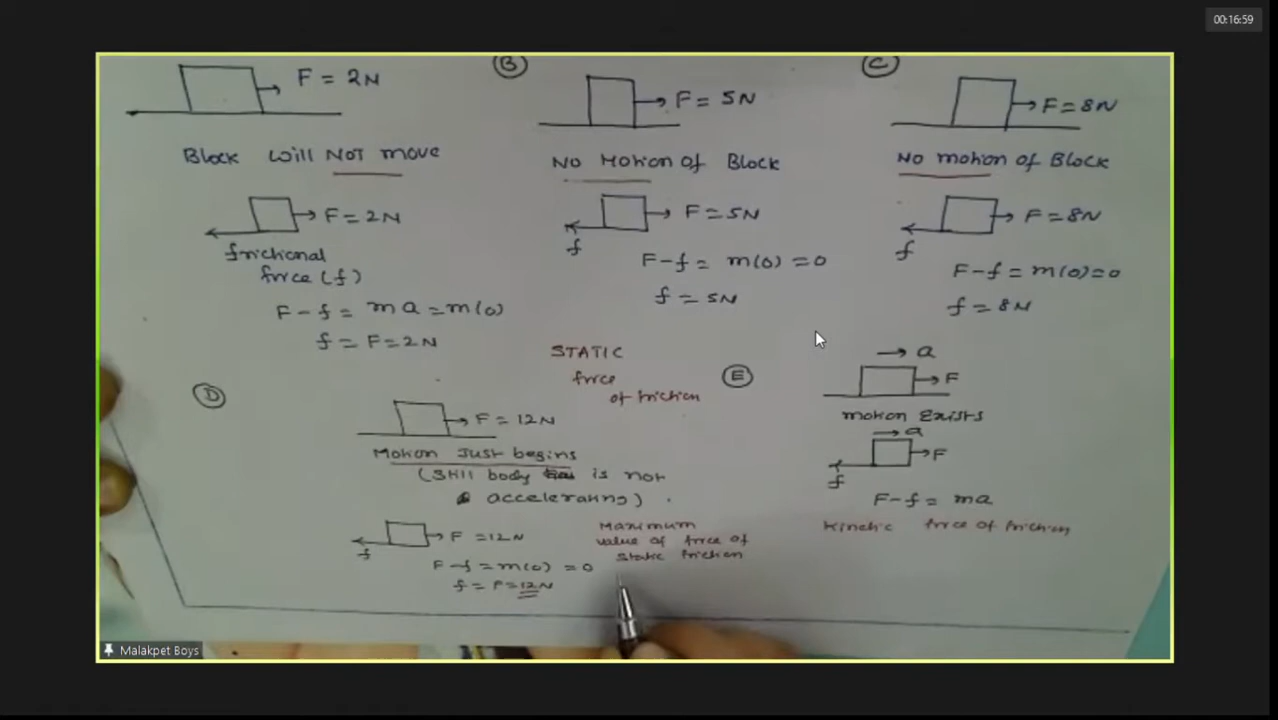 00:16:59
F = 2N
Block will NOT move
F = 2N
frictional
force (f)
F - f = ma = m(0)
f = F = 2N
B
F = 5N
No Motion of Block
F = 5N
f
F - f = m(0) = 0
f = 5N
C
F = 8N
No motion of Block
F = 8N
f
F - f = m(0) = 0
f = 8N
STATIC
force
of friction
D
F = 12N
Motion Just begins
(Still body is not
accelerating)
F = 12N
f
F - f = m(0) = 0
f = F = 12N
Maximum
value of force of
static friction
E
a
F
motion Exists
a
F
f
F - f = ma
Kinetic force of friction
Malakpet Boys